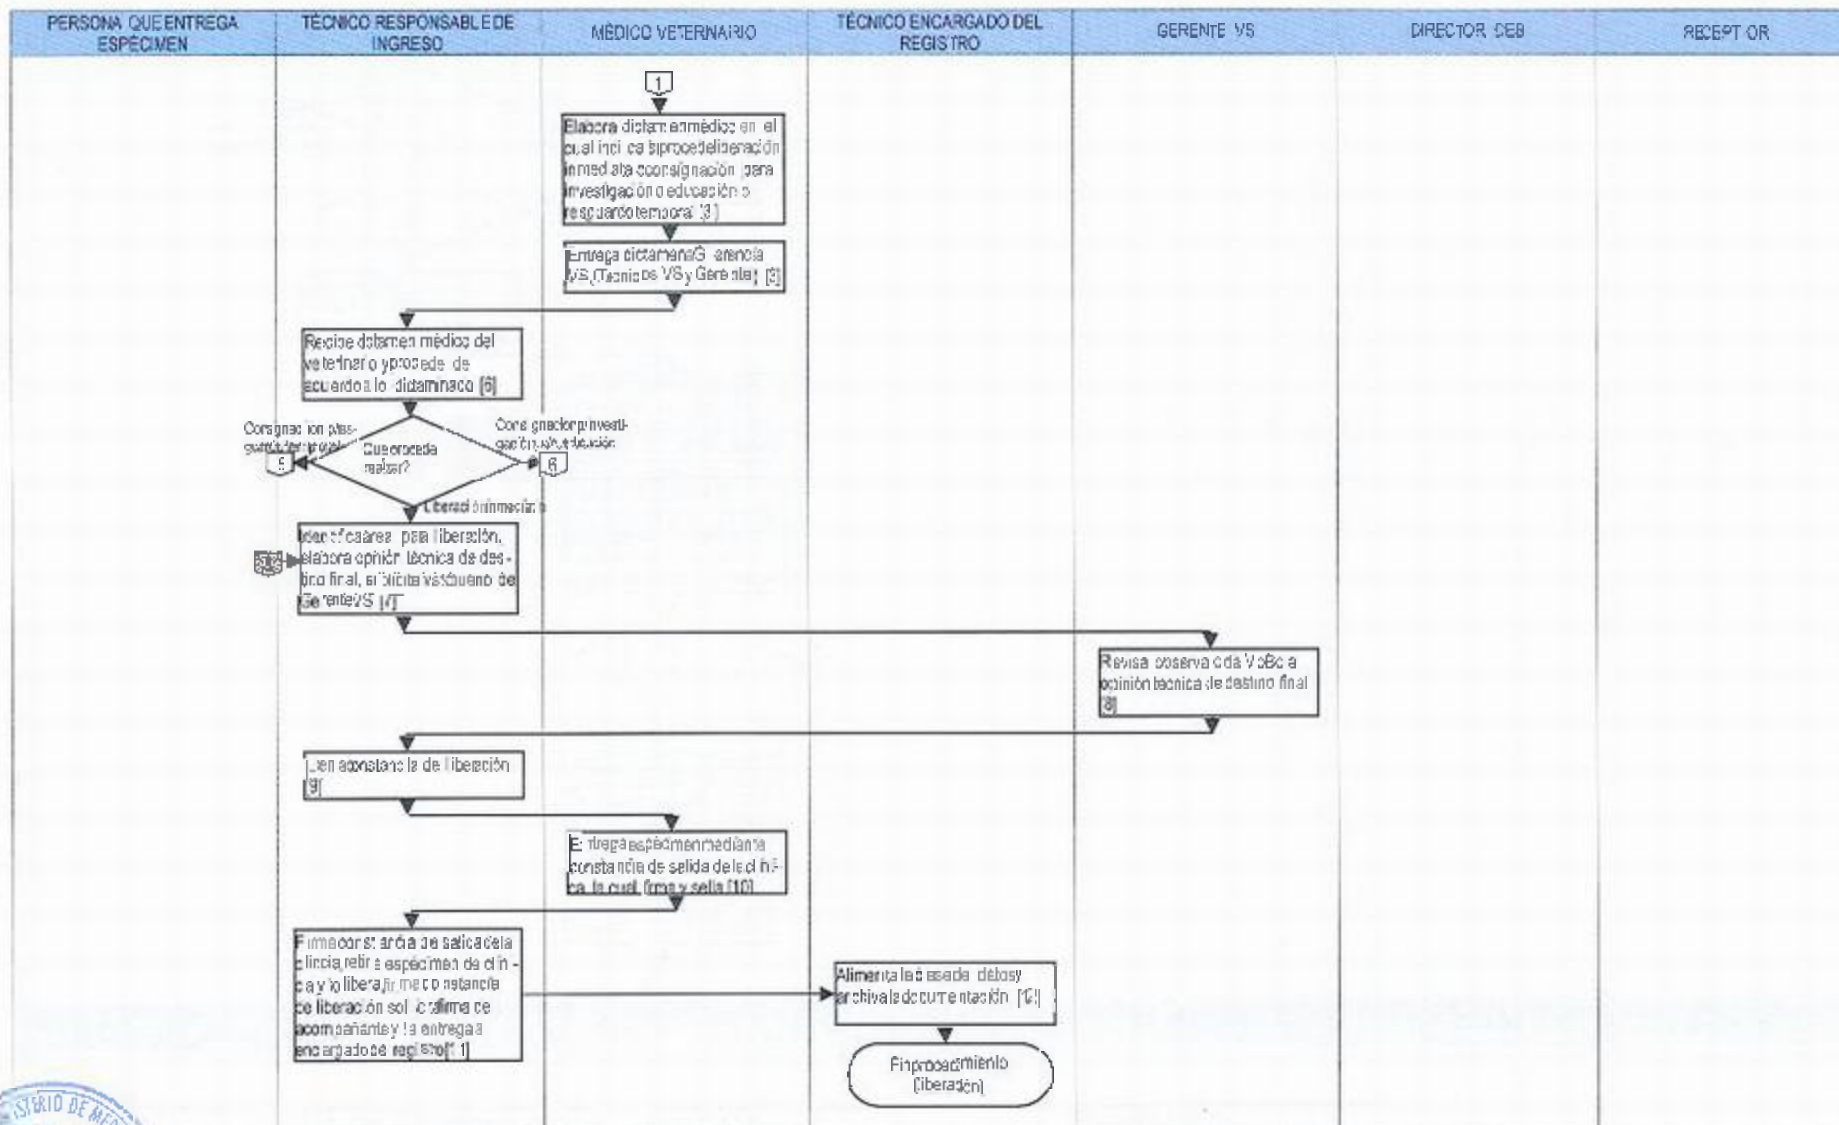 PERSONA QUE ENTREGA
ESPECIMEN
TÉCNICO RESPONSABLE DE
INGRESO
MÉDICO VETERINARIO
TÉCNICO ENCARGADO DEL
REGISTRO
GERENTE VS
DIRECTOR DEB
RECEPTOR
1
Elabora dictamen médico en el
cual indica si procede liberación
inmediata o consignación para
investigación o educación o
resguardo temporal
Entrega dictamen a Gerencia
VS (Técnicos VS y Gerente)
Recibe dictamen médico del
veterinario y procede de
acuerdo a lo dictaminado [6]
Que proceda
realizar?
5
6
Liberación inmediata
Identifica area para liberación,
elabora opinión técnica de des-
tino final, solicita visto bueno de
Gerente VS [7]
Revisa observa o da VoBo a
opinión técnica de destino final
[8]
Llena constancia de liberación
[9]
Entrega espécimen mediante
constancia de salida de la clíni-
ca, la cual firma y sella [10]
Firma constancia de salida de la
clínica, retira espécimen de clíni-
ca y lo libera, firma constancia
de liberación solicita firma de
acompañante y la entrega a
encargado de registro [11]
Alimenta la base de datos y
archiva la documentación [12]
Fin procedimiento
(liberación)
STERIO DE